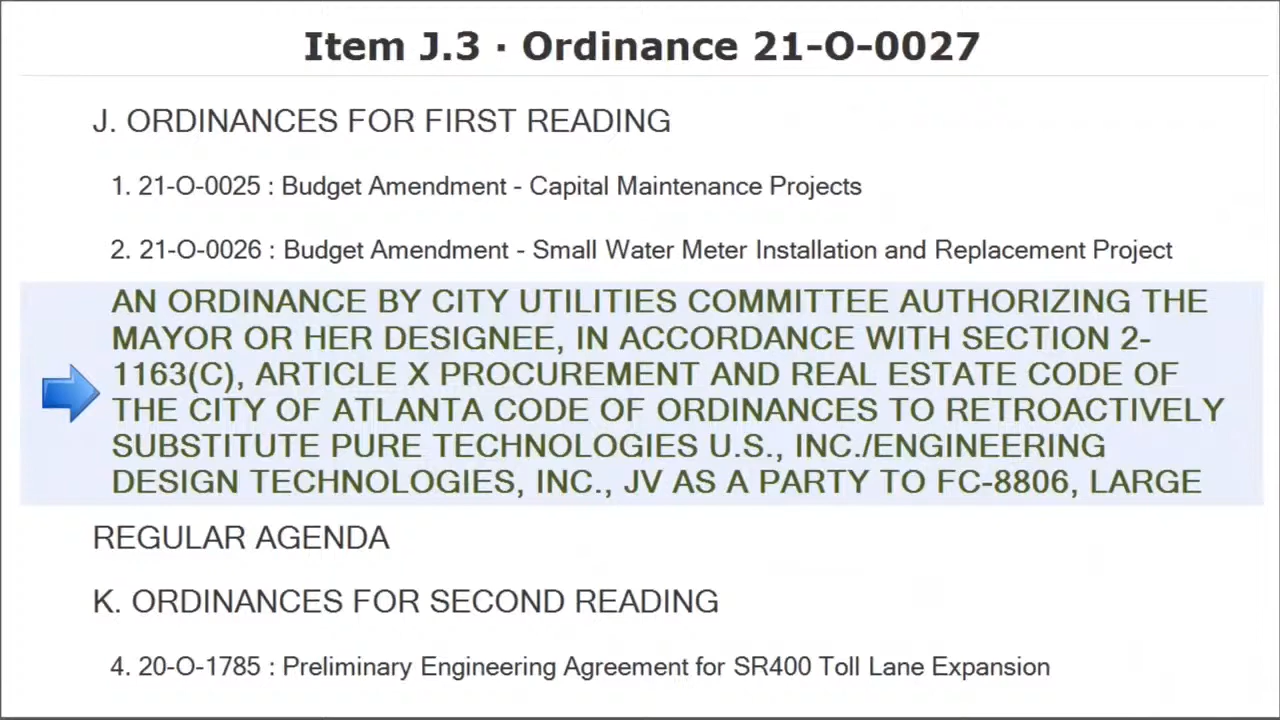 Item J.3 · Ordinance 21-O-0027
J. ORDINANCES FOR FIRST READING
1. 21-O-0025 : Budget Amendment - Capital Maintenance Projects
2. 21-O-0026 : Budget Amendment - Small Water Meter Installation and Replacement Project
AN ORDINANCE BY CITY UTILITIES COMMITTEE AUTHORIZING THE
MAYOR OR HER DESIGNEE, IN ACCORDANCE WITH SECTION 2-
1163(C), ARTICLE X PROCUREMENT AND REAL ESTATE CODE OF
THE CITY OF ATLANTA CODE OF ORDINANCES TO RETROACTIVELY
SUBSTITUTE PURE TECHNOLOGIES U.S., INC./ENGINEERING
DESIGN TECHNOLOGIES, INC., JV AS A PARTY TO FC-8806, LARGE
REGULAR AGENDA
K. ORDINANCES FOR SECOND READING
4. 20-O-1785 : Preliminary Engineering Agreement for SR400 Toll Lane Expansion